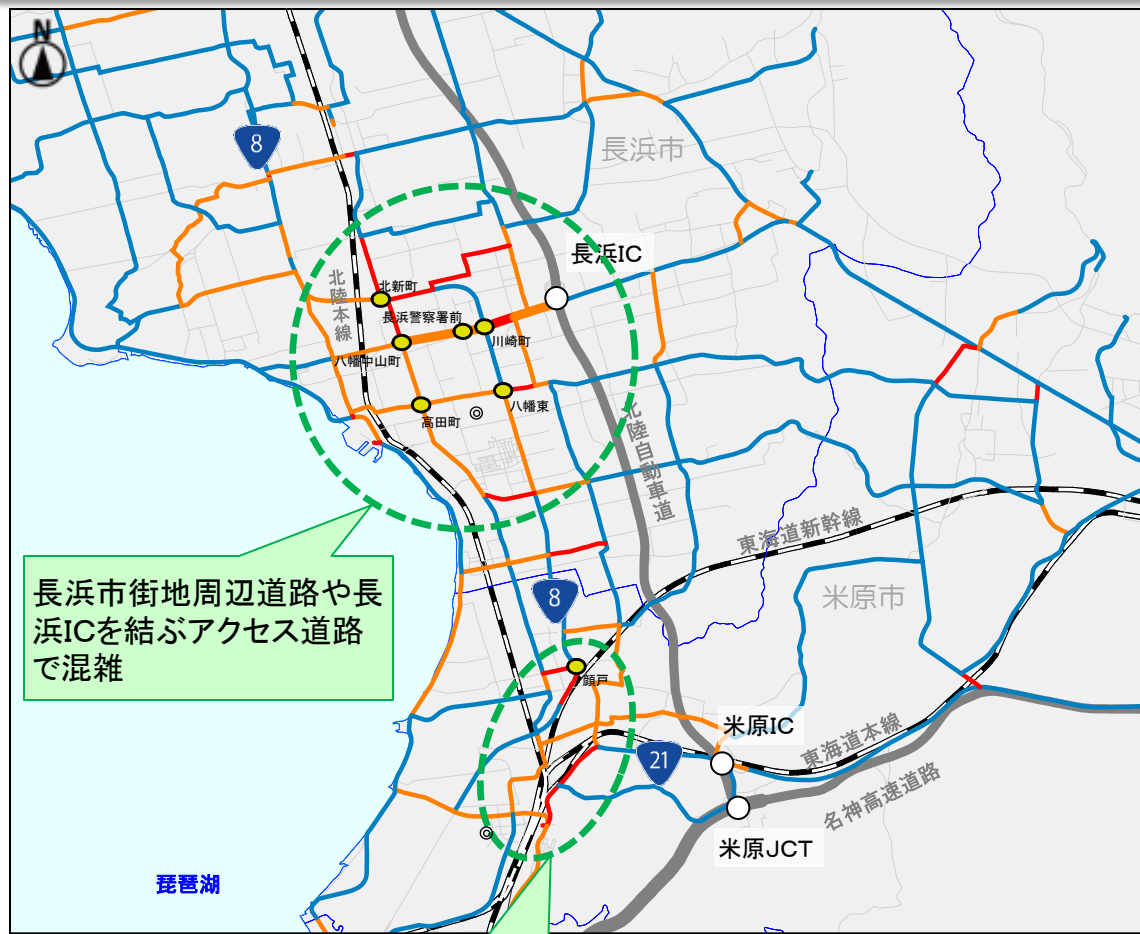 N
8
長浜市
長浜IC
北陸本線
北新町
長浜警察署前
川崎町
八幡中山町
八幡東
高田町
北陸自動車道
東海道新幹線
長浜市街地周辺道路や長
浜ICを結ぶアクセス道路
で混雑
8
米原市
顔戸
米原IC
21
東海道本線
名神高速道路
米原JCT
琵琶湖